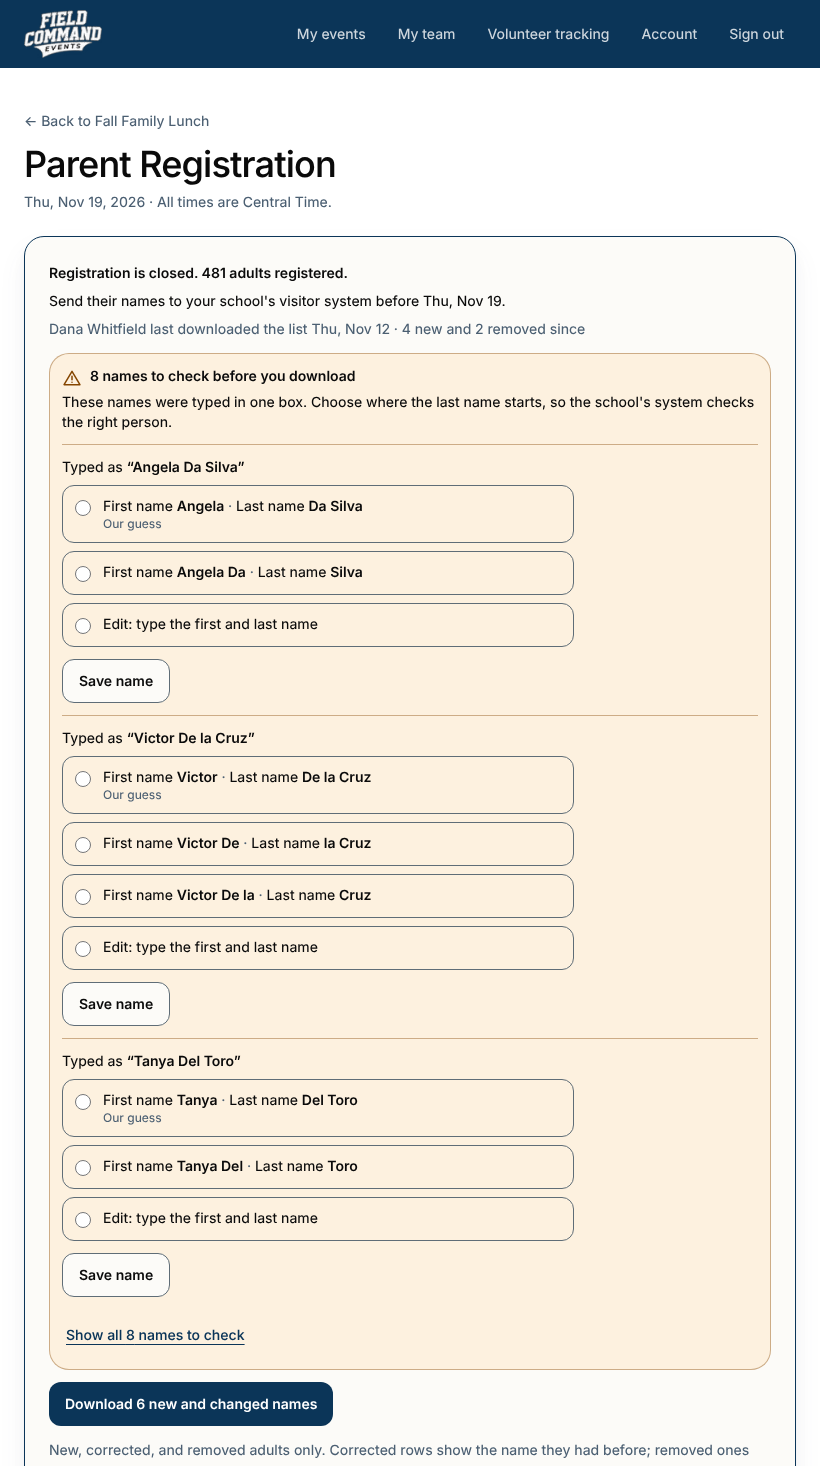 FIELD
COMMAND
EVENTS
My events
My team
Volunteer tracking
Account
Sign out
← Back to Fall Family Lunch
Parent Registration
Thu, Nov 19, 2026 · All times are Central Time.
Registration is closed. 481 adults registered.
Send their names to your school's visitor system before Thu, Nov 19.
Dana Whitfield last downloaded the list Thu, Nov 12 · 4 new and 2 removed since
8 names to check before you download
These names were typed in one box. Choose where the last name starts, so the school's system checks
the right person.
Typed as “Angela Da Silva”
First name Angela · Last name Da Silva
Our guess
First name Angela Da · Last name Silva
Edit: type the first and last name
Save name
Typed as “Victor De la Cruz”
First name Victor · Last name De la Cruz
Our guess
First name Victor De · Last name la Cruz
First name Victor De la · Last name Cruz
Edit: type the first and last name
Save name
Typed as “Tanya Del Toro”
First name Tanya · Last name Del Toro
Our guess
First name Tanya Del · Last name Toro
Edit: type the first and last name
Save name
Show all 8 names to check
Download 6 new and changed names
New, corrected, and removed adults only. Corrected rows show the name they had before; removed ones